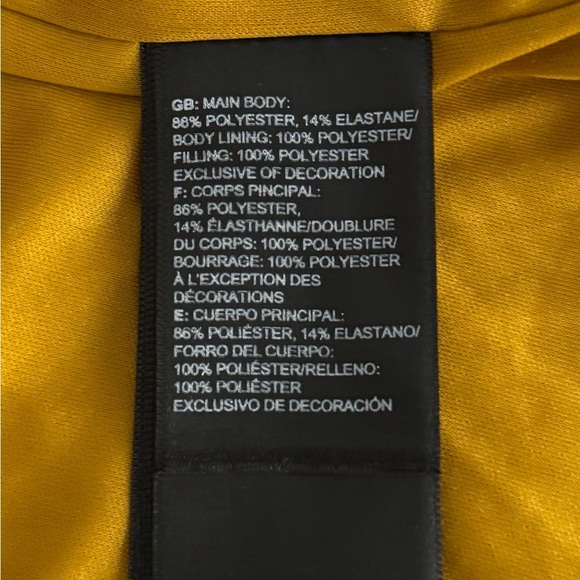 GB: MAIN BODY:
86% POLYESTER, 14% ELASTANE/
BODY LINING: 100% POLYESTER/
FILLING: 100% POLYESTER
EXCLUSIVE OF DECORATION
F: CORPS PINCIPAL:
86% POLYESTER,
14% ÉLASTHANNE/DOUBLURE
DU CORPS: 100% POLYESTER/
BOURRAGE: 100% POLYESTER
À L'EXCEPTION DES
DÉCORATIONS
E: CUERPO PRINCIPAL:
86% POLIÉSTER, 14% ELASTANO/
FORRO DEL CUERPO:
100% POLIÉSTER/RELLENO:
100% POLIÉSTER
EXCLUSIVO DE DECORACIÓN